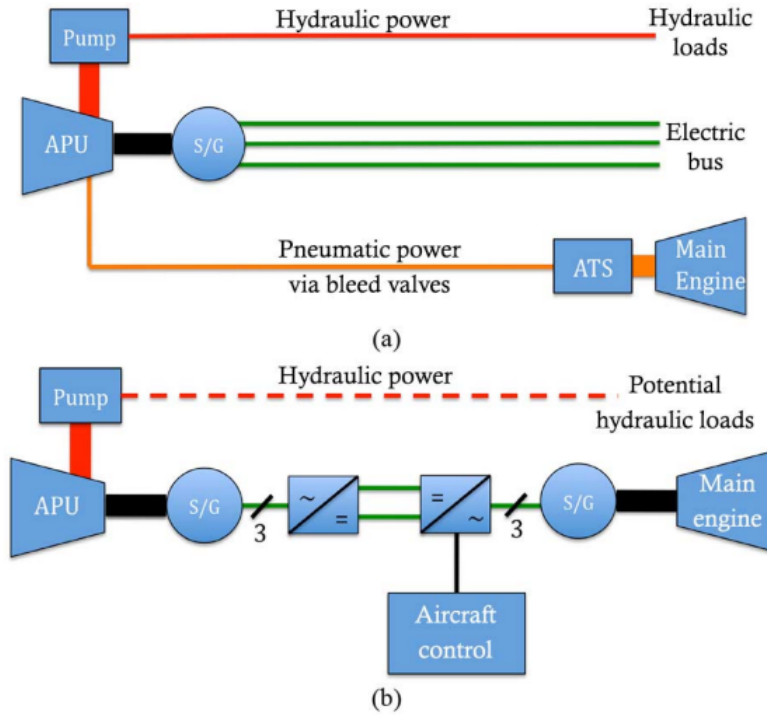 Hydraulic power
Hydraulic
loads
Pump
APU
S/G
Electric
bus
Pneumatic power
via bleed valves
ATS
Main
Engine
(a)
Hydraulic power
Potential
hydraulic loads
Pump
APU
S/G
3
~
=
=
~
3
S/G
Main
engine
Aircraft
control
(b)